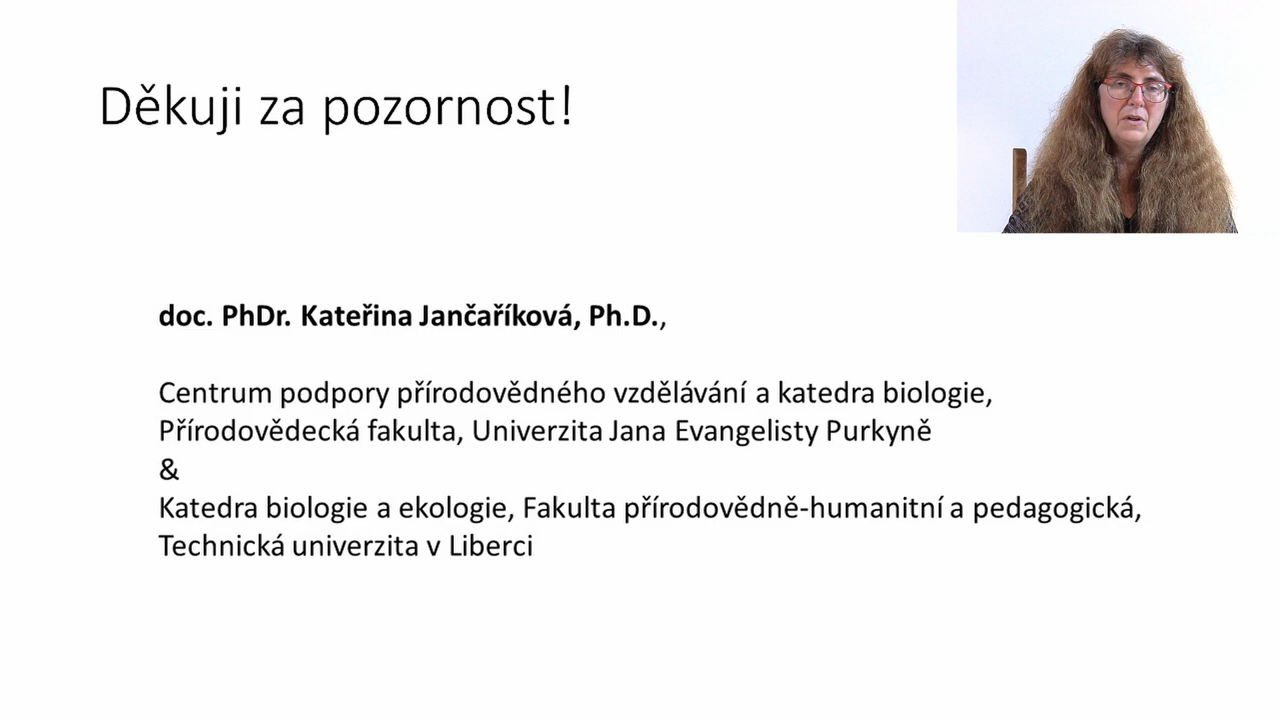 Děkuji za pozornost!
doc. PhDr. Kateřina Jančaříková, Ph.D.,
Centrum podpory přírodovědného vzdělávání a katedra biologie,
Přírodovědecká fakulta, Univerzita Jana Evangelisty Purkyně
&
Katedra biologie a ekologie, Fakulta přírodovědně-humanitní a pedagogická,
Technická univerzita v Liberci